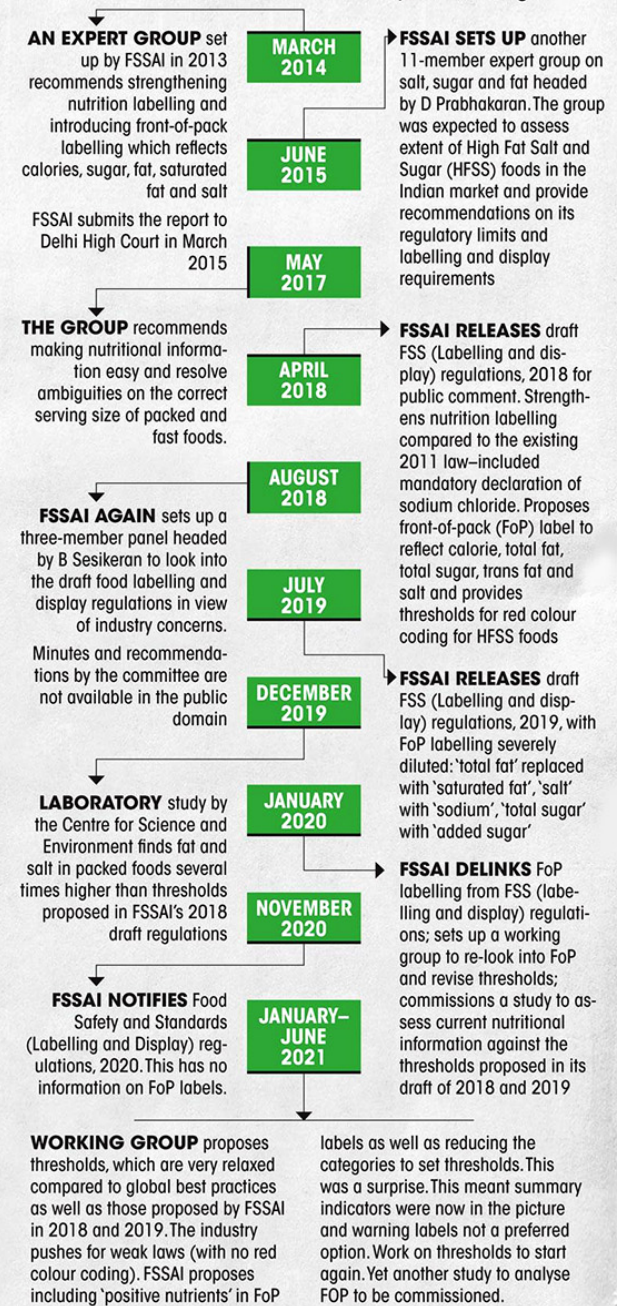 MARCH
2014
AN EXPERT GROUP set
up by FSSAI in 2013
recommends strengthening
nutrition labelling and
introducing front-of-pack
labelling which reflects
calories, sugar, fat, saturated
fat and salt
FSSAI submits the report to
Delhi High Court in March
2015
JUNE
2015
FSSAI SETS UP another
11-member expert group on
salt, sugar and fat headed
by D Prabhakaran. The group
was expected to assess
extent of High Fat Salt and
Sugar (HFSS) foods in the
Indian market and provide
recommendations on its
regulatory limits and
labelling and display
requirements
MAY
2017
THE GROUP recommends
making nutritional informa-
tion easy and resolve
ambiguities on the correct
serving size of packed and
fast foods.
APRIL
2018
FSSAI RELEASES draft
FSS (Labelling and dis-
play) regulations, 2018 for
public comment. Strength-
ens nutrition labelling
compared to the existing
2011 law–included
mandatory declaration of
sodium chloride. Proposes
front-of-pack (FoP) label to
reflect calorie, total fat,
total sugar, trans fat and
salt and provides
thresholds for red colour
coding for HFSS foods
AUGUST
2018
FSSAI AGAIN sets up a
three-member panel headed
by B Sesikeran to look into
the draft food labelling and
display regulations in view
of industry concerns.
Minutes and recommenda-
tions by the committee are
not available in the public
domain
JULY
2019
FSSAI RELEASES draft
FSS (Labelling and disp-
lay) regulations, 2019, with
FoP labelling severely
diluted: ‘total fat’ replaced
with ‘saturated fat’, ‘salt’
with ‘sodium’, ‘total sugar’
with ‘added sugar’
DECEMBER
2019
LABORATORY study by
the Centre for Science and
Environment finds fat and
salt in packed foods several
times higher than thresholds
proposed in FSSAI's 2018
draft regulations
JANUARY
2020
FSSAI DELINKS FoP
labelling from FSS (labe-
lling and display) regulati-
ons; sets up a working
group to re-look into FoP
and revise thresholds;
commissions a study to as-
sess current nutritional
information against the
thresholds proposed in its
draft of 2018 and 2019
NOVEMBER
2020
FSSAI NOTIFIES Food
Safety and Standards
(Labelling and Display) reg-
ulations, 2020. This has no
information on FoP labels.
JANUARY–
JUNE
2021
WORKING GROUP proposes
thresholds, which are very relaxed
compared to global best practices
as well as those proposed by FSSAI
in 2018 and 2019. The industry
pushes for weak laws (with no red
colour coding). FSSAI proposes
including ‘positive nutrients’ in FoP
labels as well as reducing the
categories to set thresholds. This
was a surprise. This meant summary
indicators were now in the picture
and warning labels not a preferred
option. Work on thresholds to start
again. Yet another study to analyse
FOP to be commissioned.